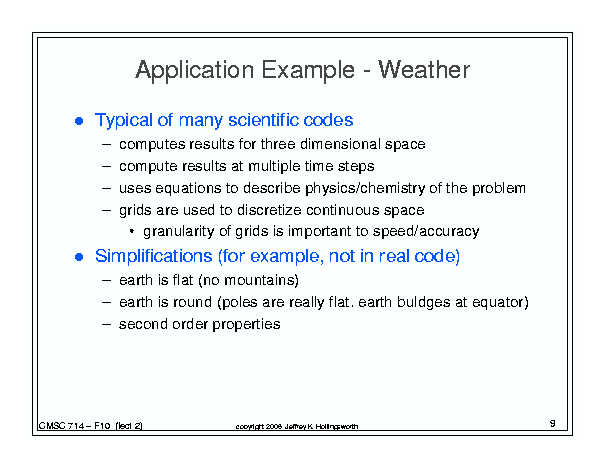 Application Example - Weather
● Typical of many scientific codes
– computes results for three dimensional space
– compute results at multiple time steps
– uses equations to describe physics/chemistry of the problem
– grids are used to discretize continuous space
• granularity of grids is important to speed/accuracy
● Simplifications (for example, not in real code)
– earth is flat (no mountains)
– earth is round (poles are really flat, earth buldges at equator)
– second order properties
CMSC 714 – F10 (lect 2)
copyright 2006 Jeffrey K. Hollingsworth
9